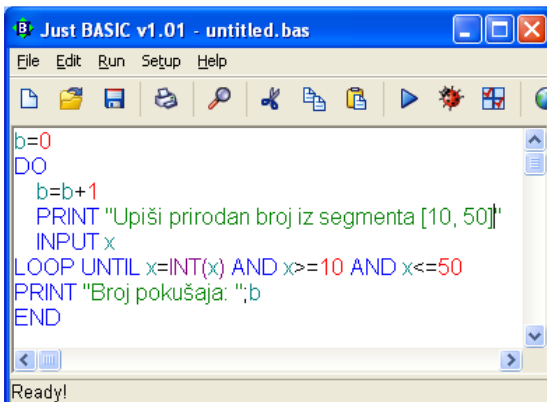 Just BASIC v1.01 - untitled.bas
File Edit Run Setup Help
b=0
DO
b=b+1
PRINT "Upiši prirodan broj iz segmenta [10, 50]"
INPUT x
LOOP UNTIL x=INT(x) AND x>=10 AND x<=50
PRINT "Broj pokušaja: ";b
END
Ready!